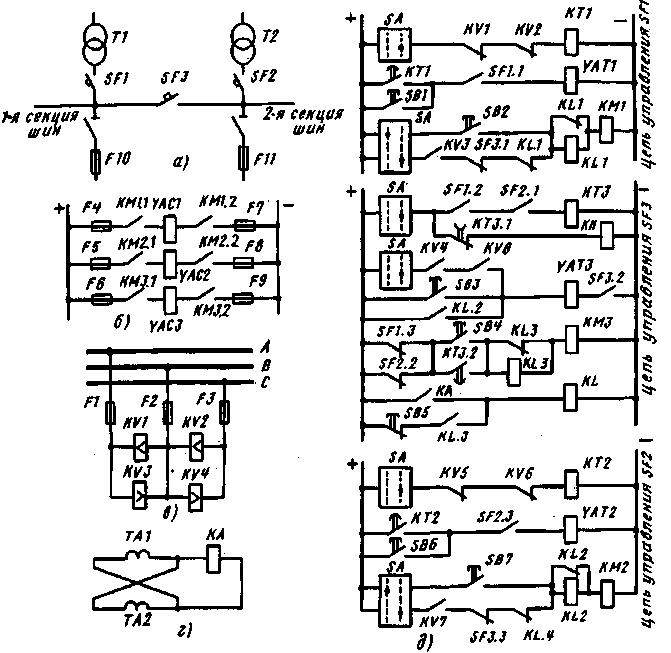 T1
T2
SF1
SF3
SF2
1-я секция шин
2-я секция шин
F10
F11
а)
+
−
F4 KM1.1 YAC1 KM1.2 F7
F5 KM2.1 KM2.2 F8
F6 KM3.1 YAC2 F9
YAC3 KM3.2
б)
A
B
C
F1 F2 F3
KV1 KV2
KV3 KV4
в)
TA1 KA
TA2
г)
+
−
SA KV1 KV2 KT1
KT1 SF1.1 YAT1
SB1
SA SB2 KL1 KM1
KV3 SF3.1 KL.1 KL1
Цепь управления SF1
+
−
SA SF1.2 SF2.1 KT3
KT3.1 KH
SA KV4 KV8
YAT3
SB3 SF3.2
KL.2
SF1.3 SB4 KL3 KM3
SF2.2 KT3.2 KL3
KA KL
SB5 KL.3
Цепь управления SF3
+
−
SA KV5 KV6 KT2
KT2 SF2.3 YAT2
SB6
SA SB7 KL2 KM2
KV7 SF3.3 KL.4 KL2
Цепь управления SF2
д)